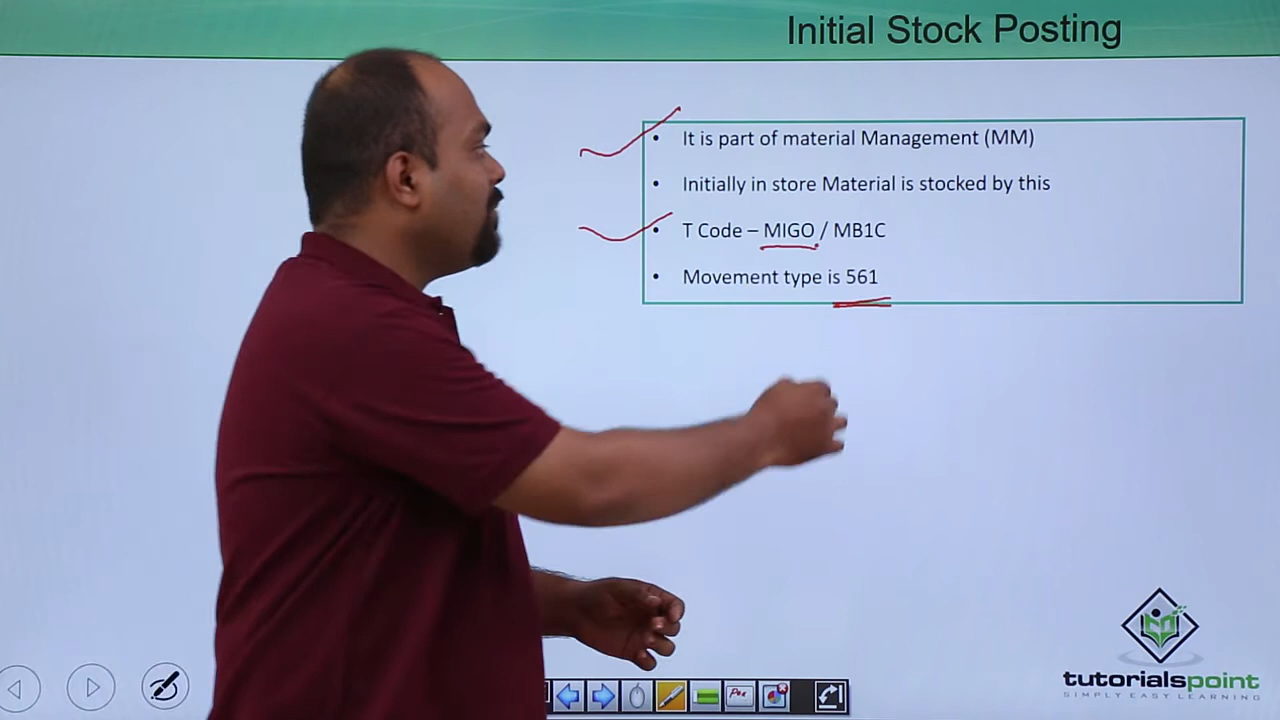 Initial Stock Posting
• It is part of material Management (MM)
• Initially in store Material is stocked by this
• T Code – MIGO / MB1C
• Movement type is 561
Pen
tutorialspoint
SIMPLY EASY LEARNING